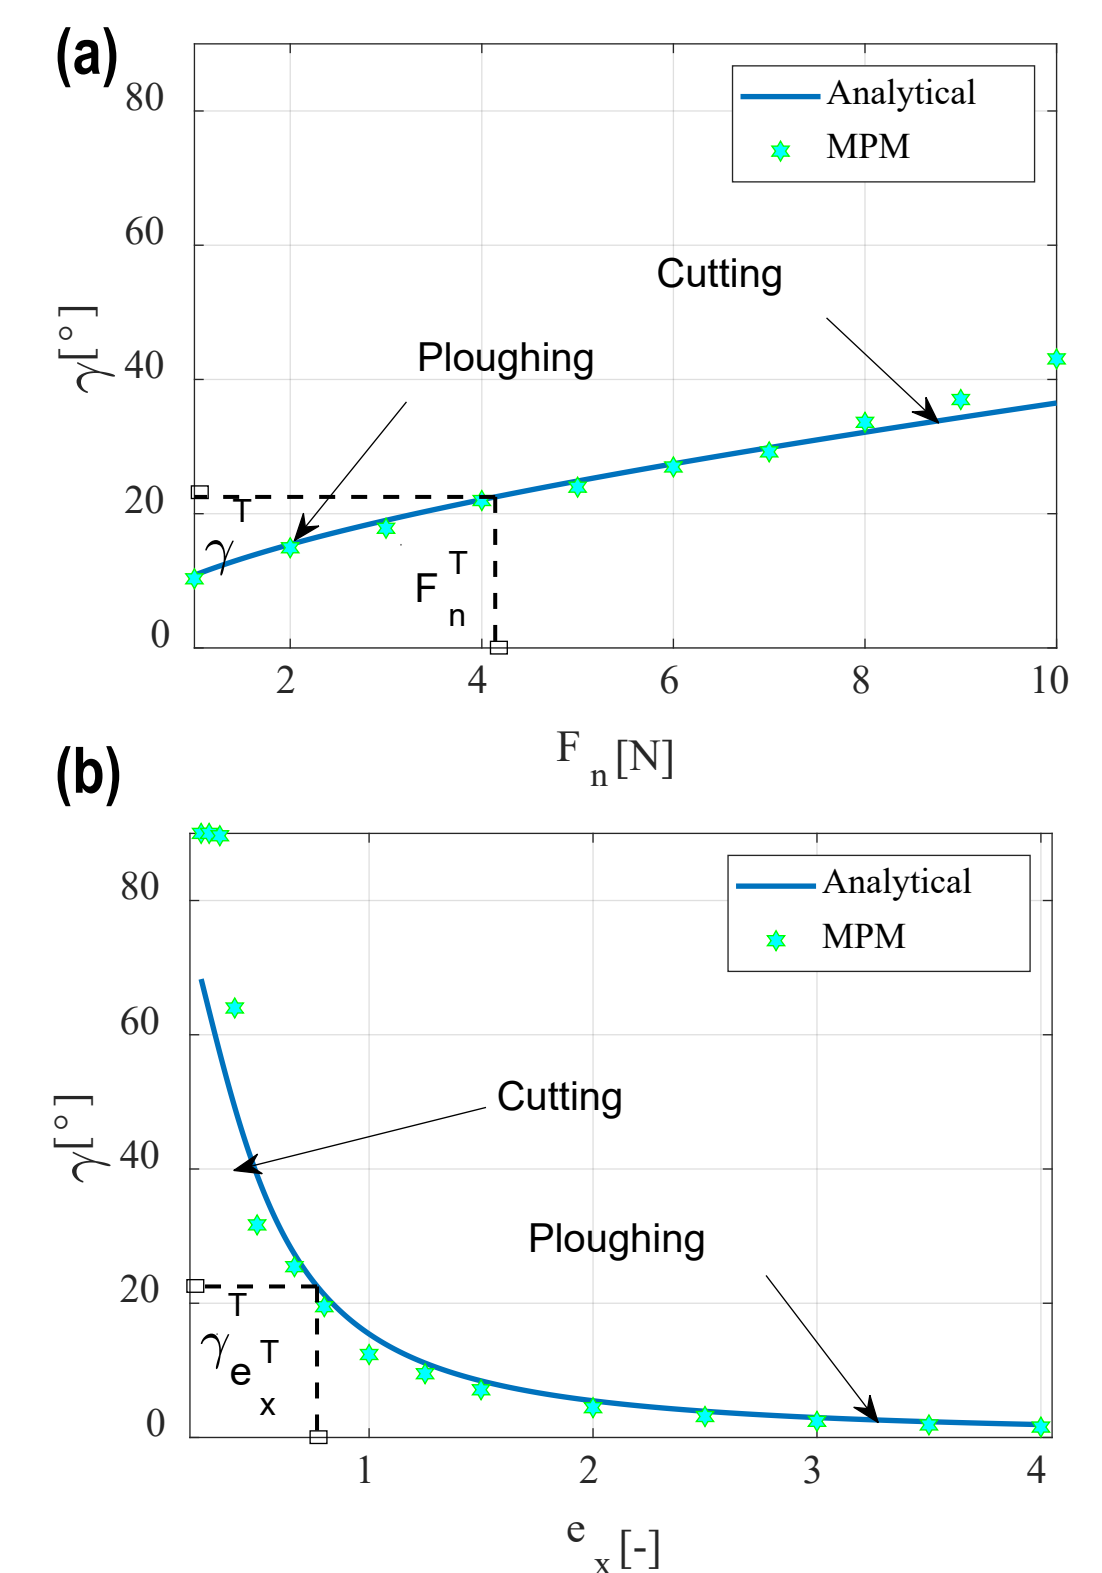 (a)
80
60
40
20
0
γ[°]
Analytical
MPM
Cutting
Ploughing
γ T
F n T
2 4 6 8 10
F n [N]
(b)
80
60
40
20
0
γ[°]
Analytical
MPM
Cutting
Ploughing
γ T
e x T
1 2 3 4
e x [-]